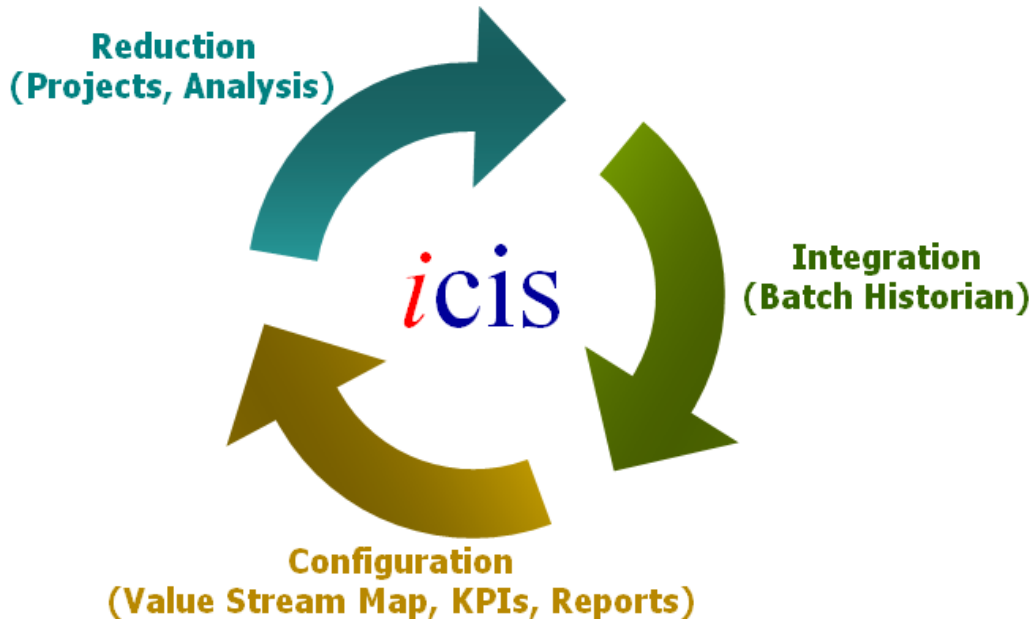 Reduction
(Projects, Analysis)
icis
Integration
(Batch Historian)
Configuration
(Value Stream Map, KPIs, Reports)